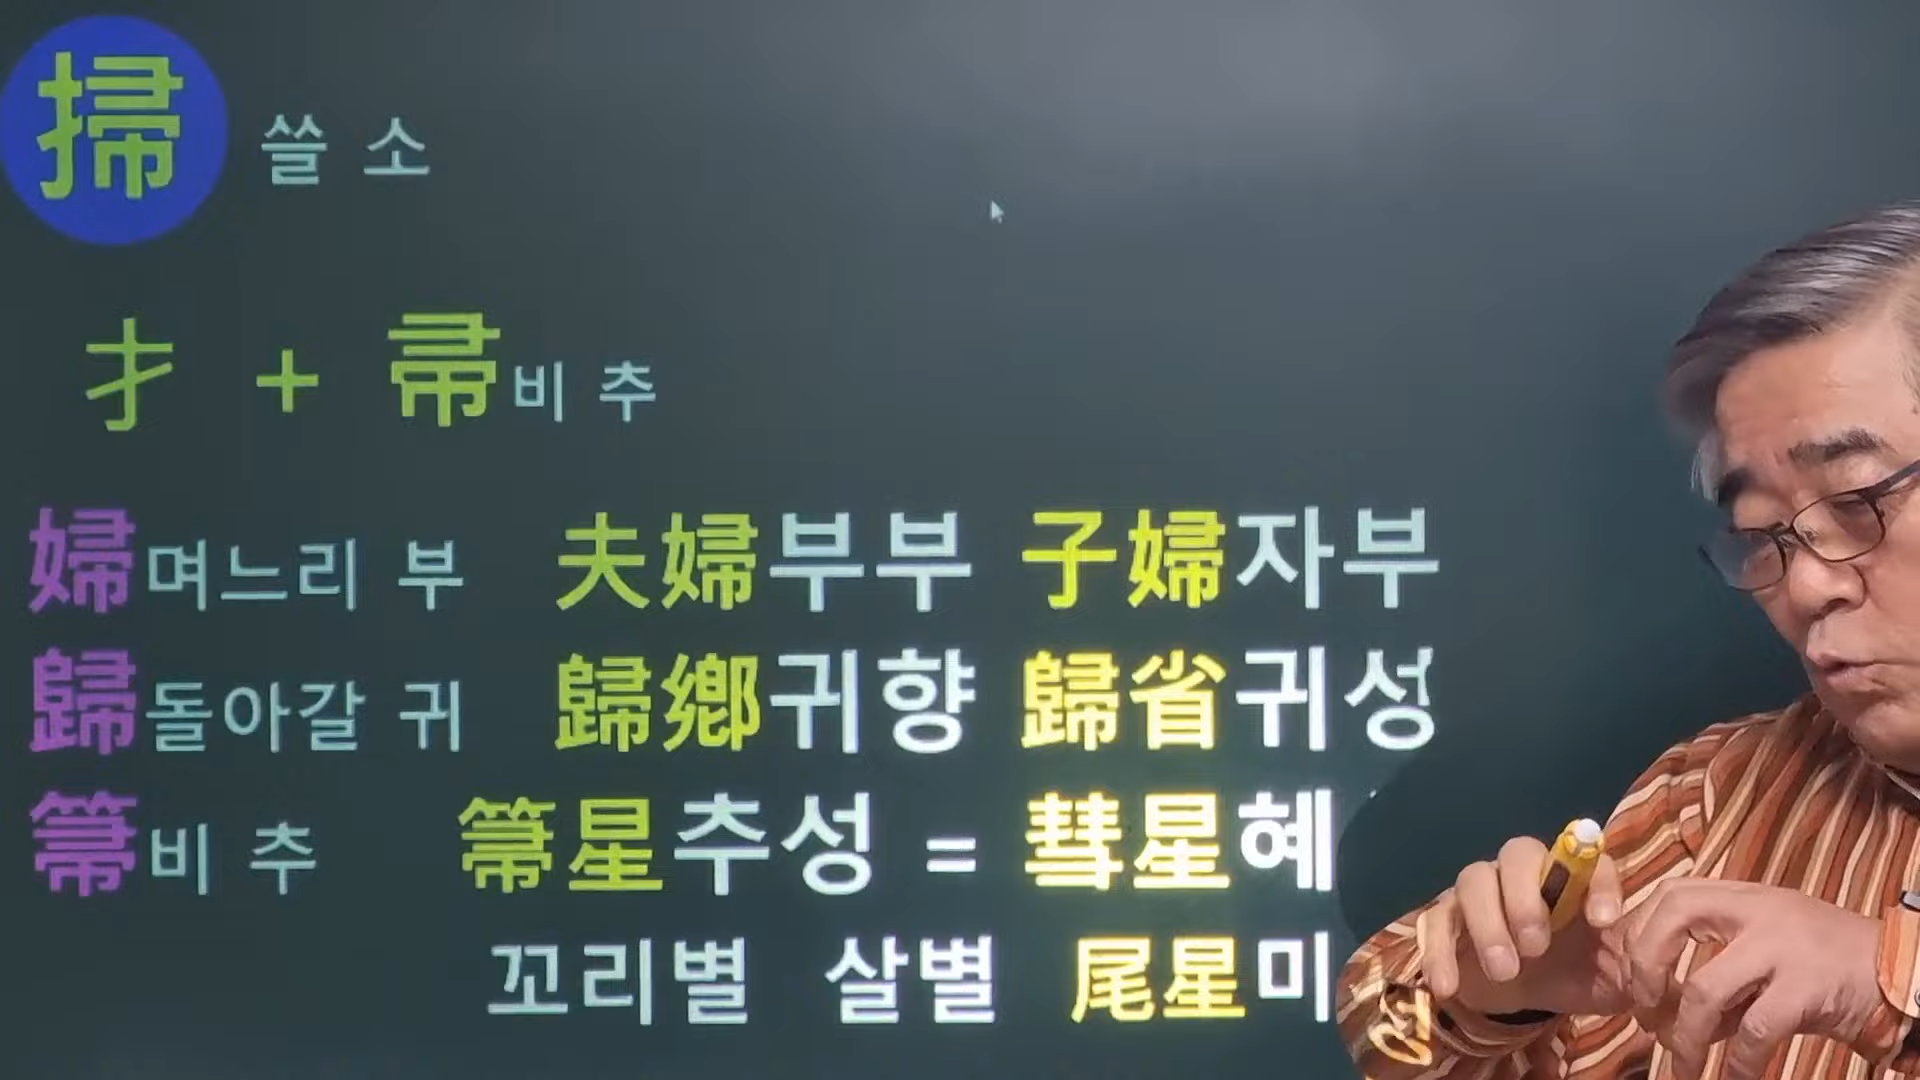 掃 쓸 소
扌 + 帚 비 추
婦 며느리 부 夫婦부부 子婦자부
歸 돌아갈 귀 歸鄕귀향 歸省귀성
箒 비 추 箒星추성 = 彗星혜
꼬리별 살별 尾星미성